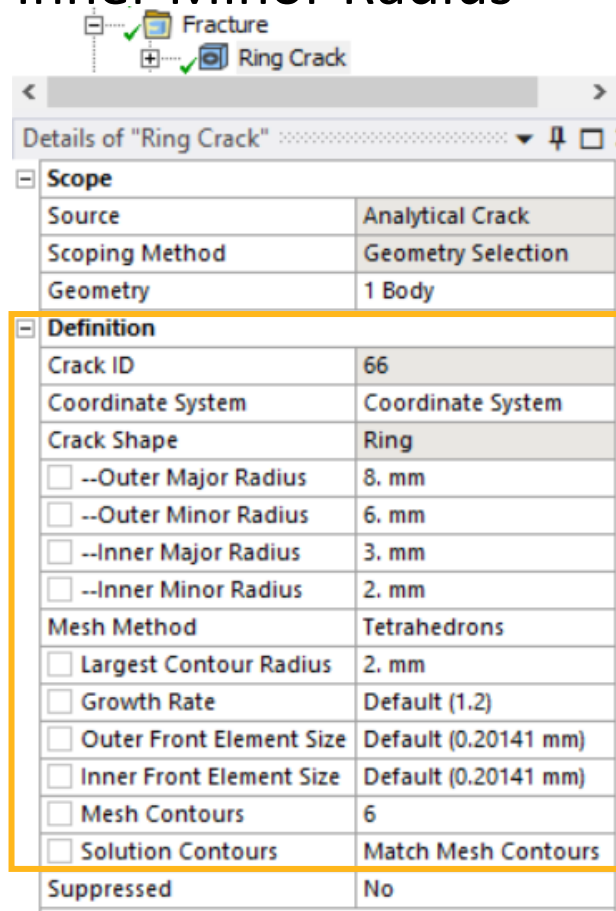 Inner Minor Radius
Fracture
Ring Crack
Details of "Ring Crack"
Scope
Source Analytical Crack
Scoping Method Geometry Selection
Geometry 1 Body
Definition
Crack ID 66
Coordinate System Coordinate System
Crack Shape Ring
--Outer Major Radius 8. mm
--Outer Minor Radius 6. mm
--Inner Major Radius 3. mm
--Inner Minor Radius 2. mm
Mesh Method Tetrahedrons
Largest Contour Radius 2. mm
Growth Rate Default (1.2)
Outer Front Element Size Default (0.20141 mm)
Inner Front Element Size Default (0.20141 mm)
Mesh Contours 6
Solution Contours Match Mesh Contours
Suppressed No